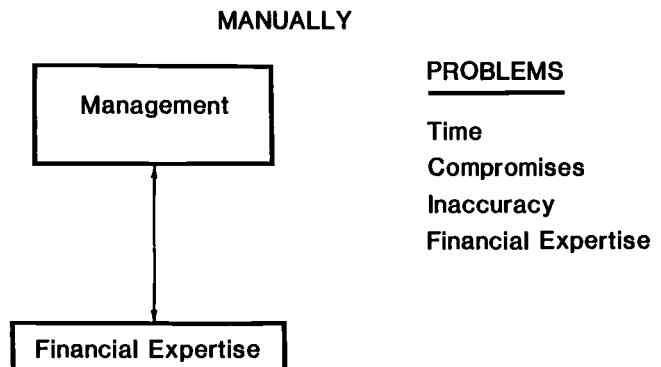 MANUALLY
Management
PROBLEMS
Time
Compromises
Inaccuracy
Financial Expertise
Financial Expertise